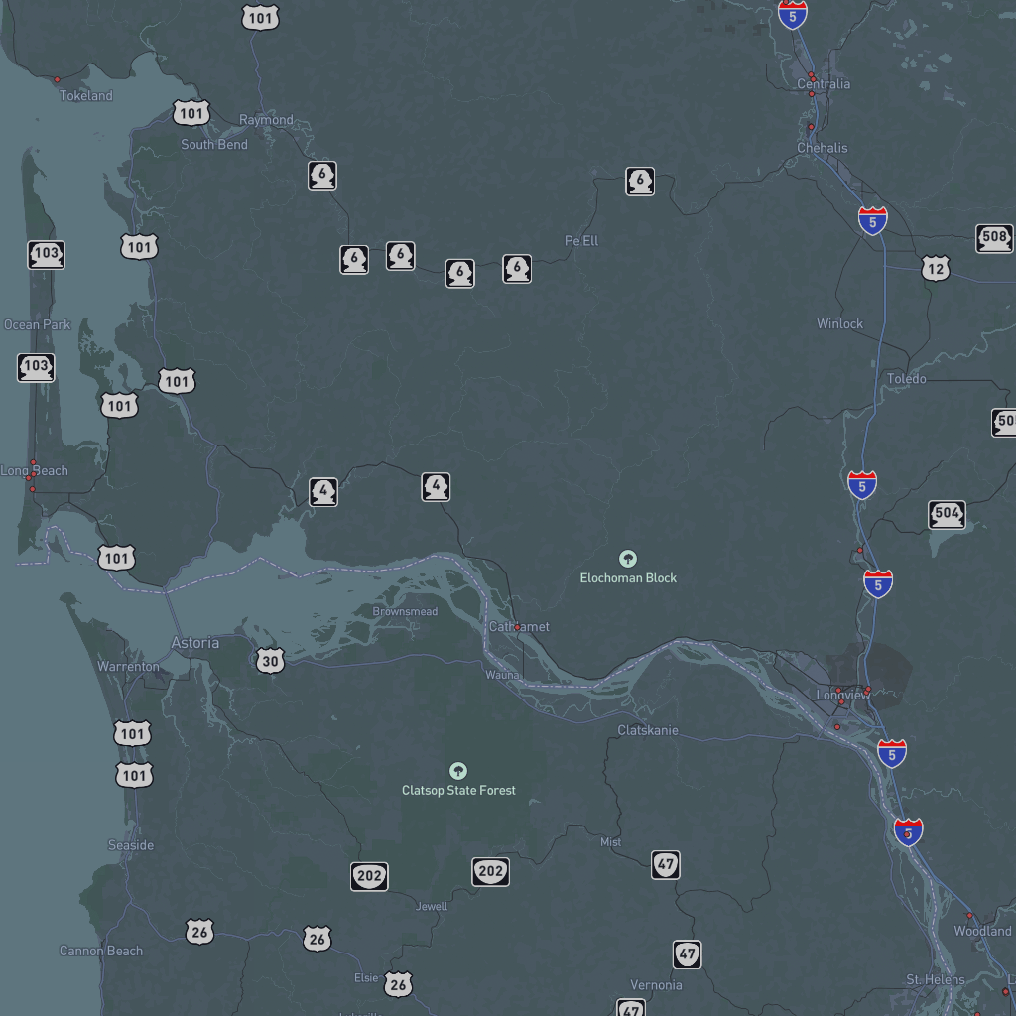 101
5
Centralia
Tokeland
101
Raymond
South Bend
Chehalis
6
6
5
508
Pe Ell
101
103
6
6
6
6
12
Ocean Park
Winlock
103
101
Toledo
101
505
Long Beach
4
4
5
504
101
Elochoman Block
5
Brownsmead
Cathlamet
Astoria
30
Warrenton
Wauna
Longview
101
Clatskanie
5
101
Clatsop State Forest
5
Seaside
Mist
202
202
47
Jewell
26
26
Woodland
Cannon Beach
47
Elsie
26
Vernonia
St. Helens
47